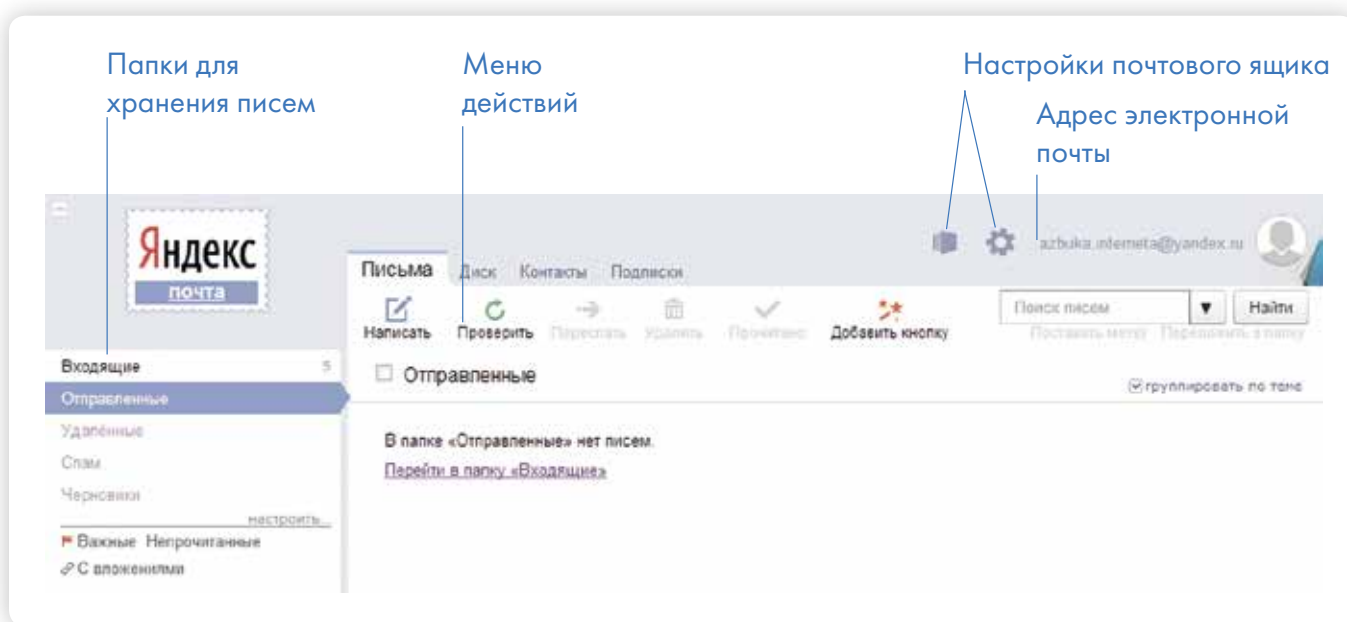 Папки для
хранения писем
Меню
действий
Настройки почтового ящика
Адрес электронной
почты
Яндекс
почта
azbuka.interneta@yandex.ru
Письма Диск Контакты Подписки
Написать Проверить Переслать Удалить Прочитано Добавить кнопку
Поиск писем ▼ Найти
Поставить метку Переложить в папку
Входящие 5
Отправленные
Удалённые
Спам
Черновики
настроить...
Важные Непрочитанные
С вложениями
Отправленные
группировать по теме
В папке «Отправленные» нет писем.
Перейти в папку «Входящие»